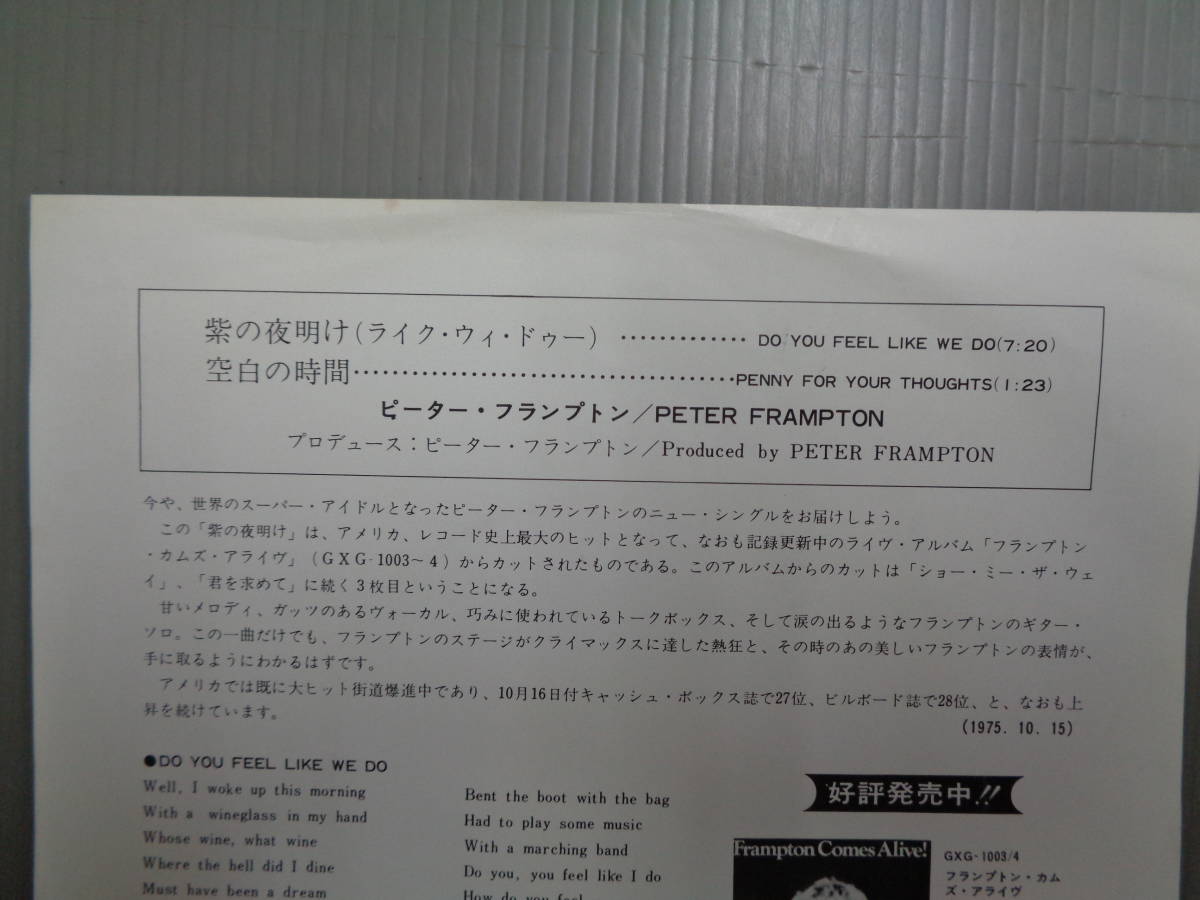 紫の夜明け(ライク・ウィ・ドゥー) ············· DO YOU FEEL LIKE WE DO(7:20)
空白の時間······································PENNY FOR YOUR THOUGHTS(1:23)
ピーター・フランプトン／PETER FRAMPTON
プロデュース：ピーター・フランプトン／Produced by PETER FRAMPTON
今や、世界のスーパー・アイドルとなったピーター・フランプトンのニュー・シングルをお届けしよう。
この「紫の夜明け」は、アメリカ、レコード史上最大のヒットとなって、なおも記録更新中のライヴ・アルバム「フランプトン
・カムズ・アライヴ」(GXG-1003〜4)からカットされたものである。このアルバムからのカットは「ショー・ミー・ザ・ウェ
イ」、「君を求めて」に続く3枚目ということになる。
甘いメロディ、ガッツのあるヴォーカル、巧みに使われているトークボックス、そして涙の出るようなフランプトンのギター・
ソロ。この一曲だけでも、フランプトンのステージがクライマックスに達した熱狂と、その時のあの美しいフランプトンの表情が、
手に取るようにわかるはずです。
アメリカでは既に大ヒット街道爆進中であり、10月16日付キャッシュ・ボックス誌で27位、ビルボード誌で28位、と、なおも上
昇を続けています。
(1975. 10. 15)
●DO YOU FEEL LIKE WE DO
Well, I woke up this morning
With a wineglass in my hand
Whose wine, what wine
Where the hell did I dine
Must have been a dream
Bent the boot with the bag
Had to play some music
With a marching band
Do you, you feel like I do
How do you feel
好評発売中!!
Frampton Comes Alive!
GXG-1003/4
フランプトン・カム
ズ・アライヴ